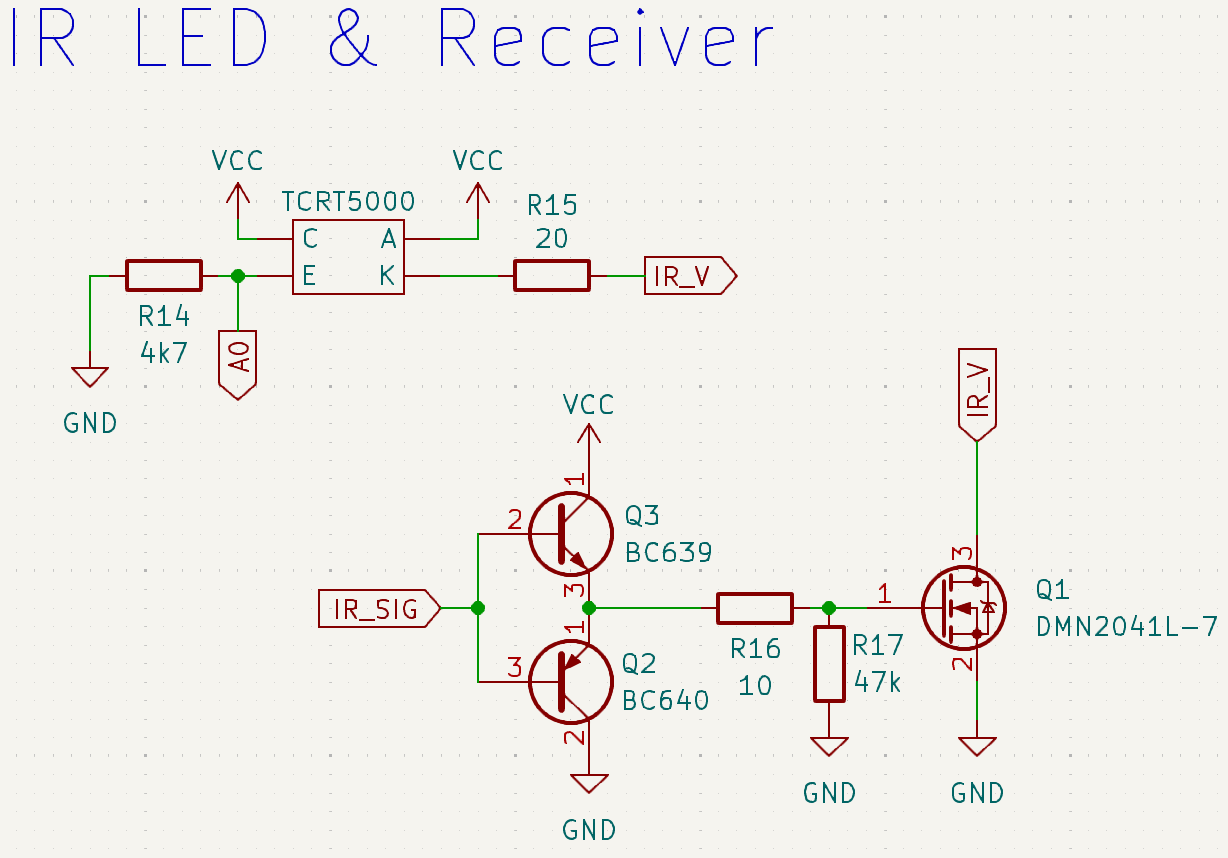 IR LED & Receiver
VCC
VCC
TCRT5000
R15
20
C
A
E
K
IR_V
R14
4k7
A0
GND
VCC
IR_V
1
2
Q3
BC639
3
3
IR_SIG
1
1
Q1
DMN2041L-7
R16
10
R17
47k
3
Q2
BC640
2
2
GND
GND
GND